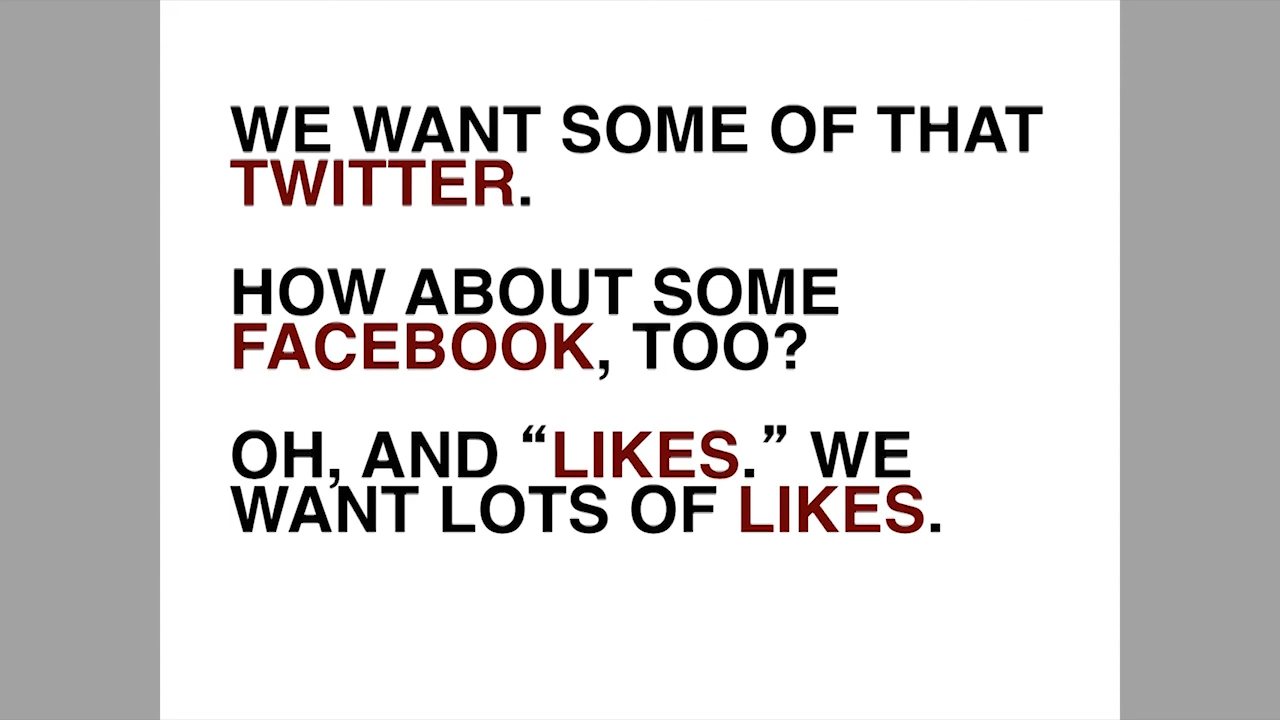 WE WANT SOME OF THAT
TWITTER.
HOW ABOUT SOME
FACEBOOK, TOO?
OH, AND “LIKES.” WE
WANT LOTS OF LIKES.